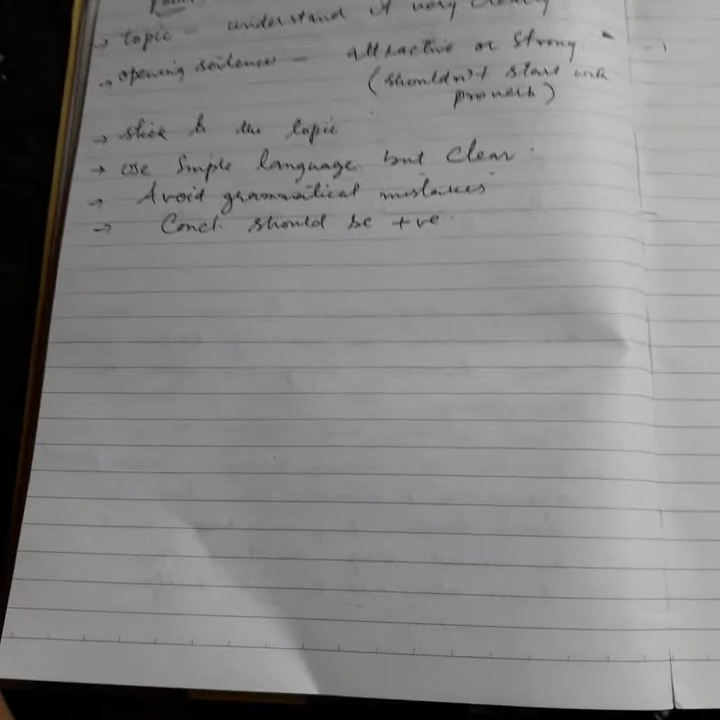 → topic - understand it very clearly
→ opening sentence - attractive or strong.
(shouldn't start with
proverb)
→ stick to the topic
→ use simple language but clear.
→ Avoid grammatical mistakes
→ Concl. should be +ve.